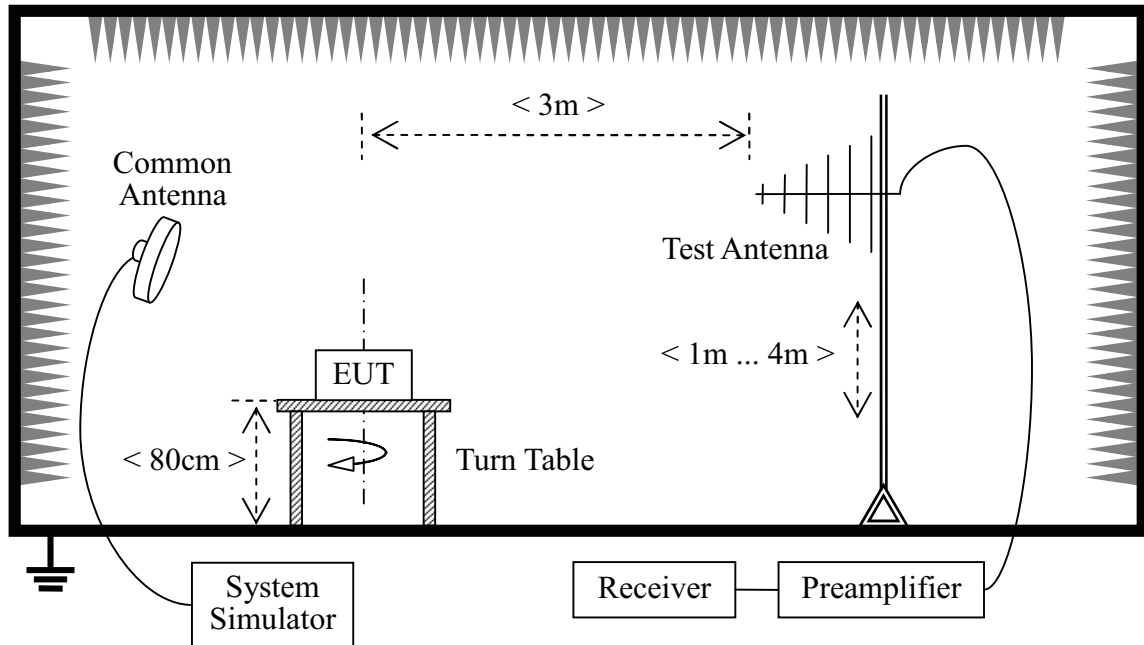 < 3m >
Common
Antenna
Test Antenna
< 1m ... 4m >
EUT
< 80cm >
Turn Table
System
Simulator
Receiver
Preamplifier